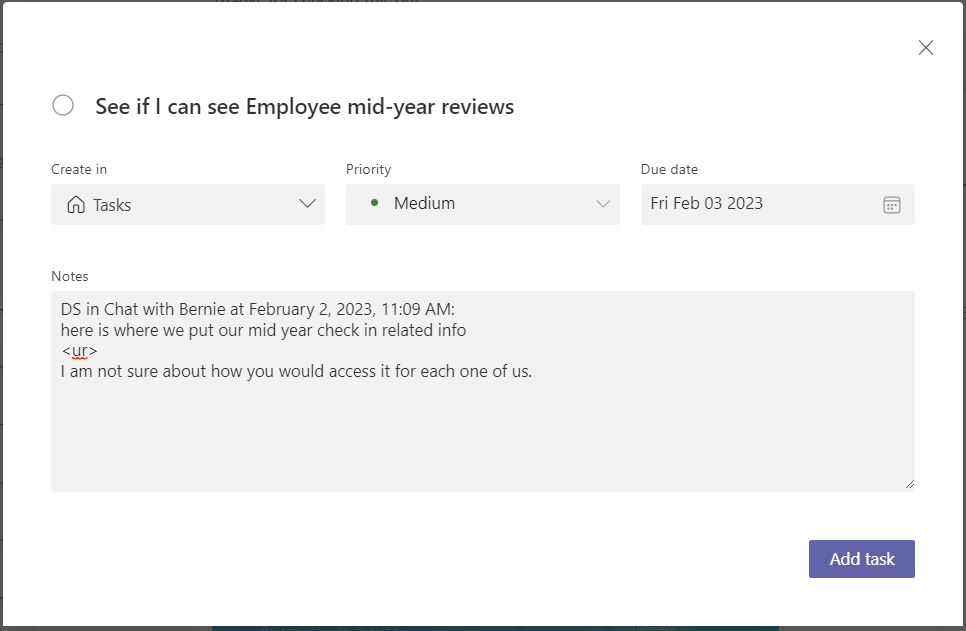 See if I can see Employee mid-year reviews
Create in
Priority
Due date
Tasks
Medium
Fri Feb 03 2023
Notes
DS in Chat with Bernie at February 2, 2023, 11:09 AM:
here is where we put our mid year check in related info
<ur>
I am not sure about how you would access it for each one of us.
Add task